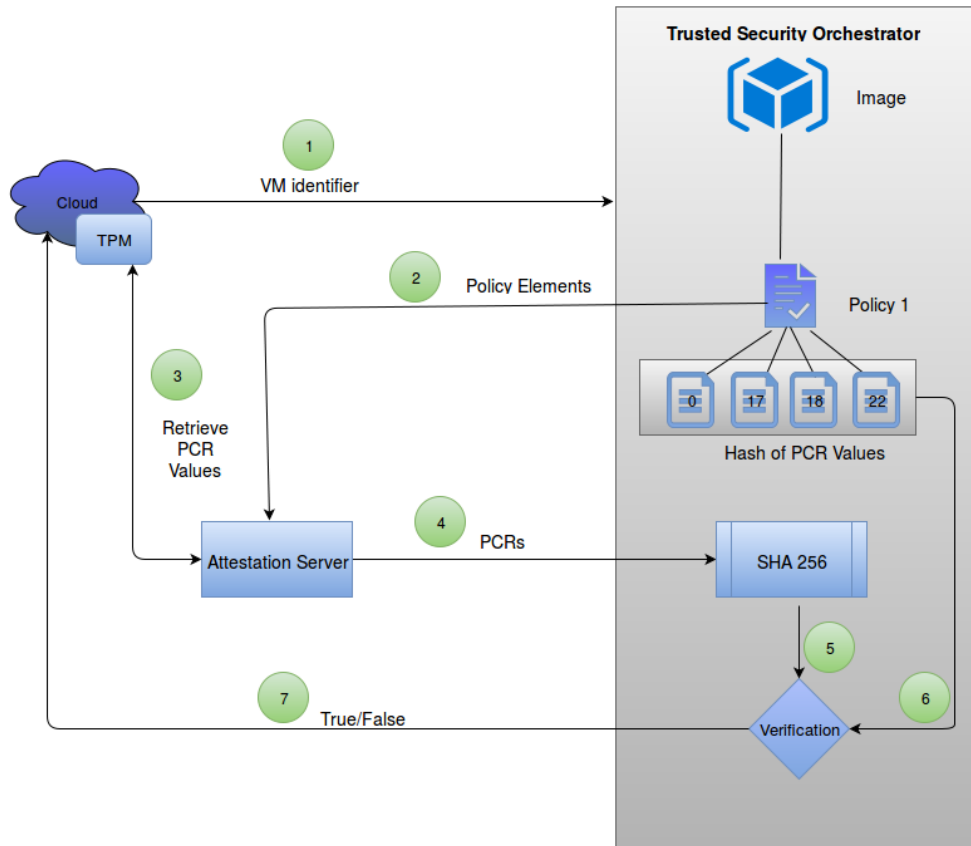 Trusted Security Orchestrator
Image
1
VM identifier
Cloud
TPM
2
Policy Elements
Policy 1
3
Retrieve
PCR
Values
0
17
18
22
Hash of PCR Values
4
PCRs
Attestation Server
SHA 256
5
6
7
True/False
Verification